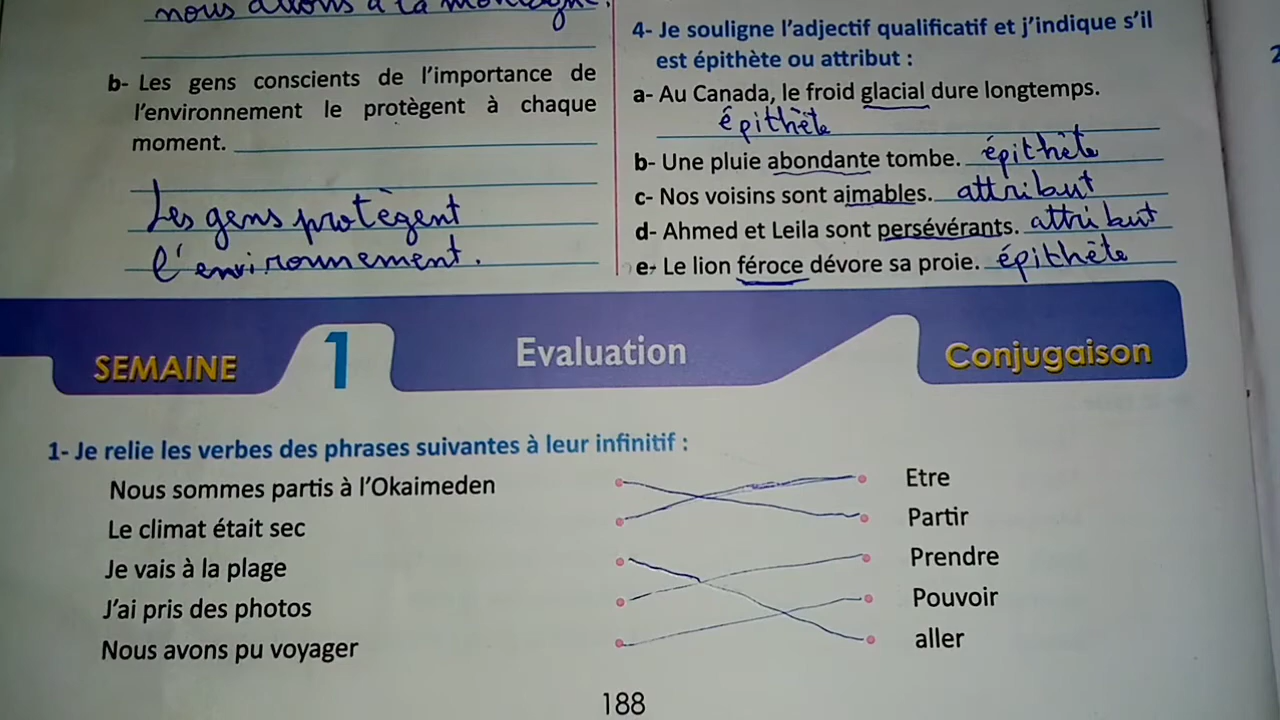 nous allons à la montagne.
b- Les gens conscients de l'importance de
l'environnement le protègent à chaque
moment.
Les gens protègent
l'environnement.
4- Je souligne l'adjectif qualificatif et j'indique s'il
est épithète ou attribut :
a- Au Canada, le froid glacial dure longtemps.
épithète
b- Une pluie abondante tombe. épithète
c- Nos voisins sont aimables. attribut
d- Ahmed et Leila sont persévérants. attribut
e- Le lion féroce dévore sa proie. épithète
SEMAINE 1 Evaluation Conjugaison
1- Je relie les verbes des phrases suivantes à leur infinitif :
Nous sommes partis à l'Okaimeden Etre
Le climat était sec Partir
Je vais à la plage Prendre
J'ai pris des photos Pouvoir
Nous avons pu voyager aller
188